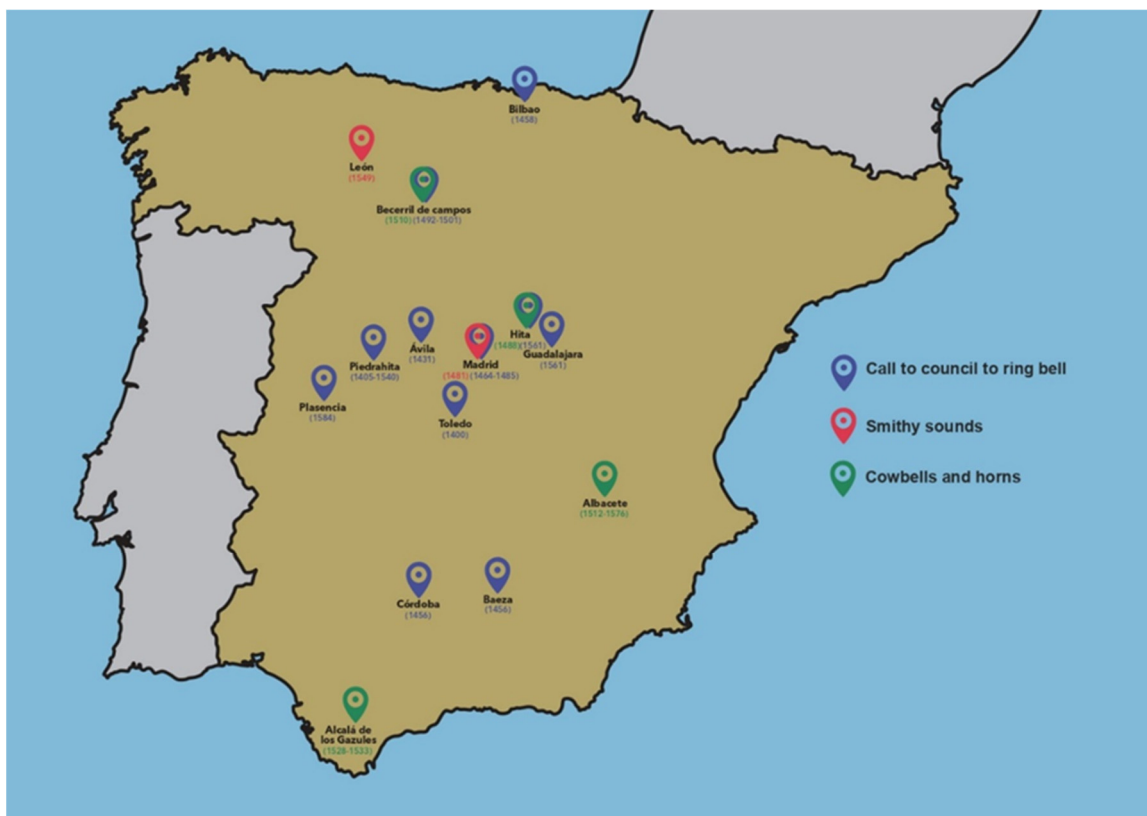 Bilbao
(1458)
León
(1549)
Becerril de campos
(1510) (1492-1501)
Hita
(1488) (1561)
Guadalajara
(1561)
Ávila
(1431)
Madrid
(1481) (1464-1485)
Piedrahita
(1405-1540)
Plasencia
(1584)
Toledo
(1400)
Call to council to ring bell
Smithy sounds
Cowbells and horns
Albacete
(1512-1576)
Córdoba
(1456)
Baeza
(1456)
Alcalá de
los Gazules
(1528-1533)